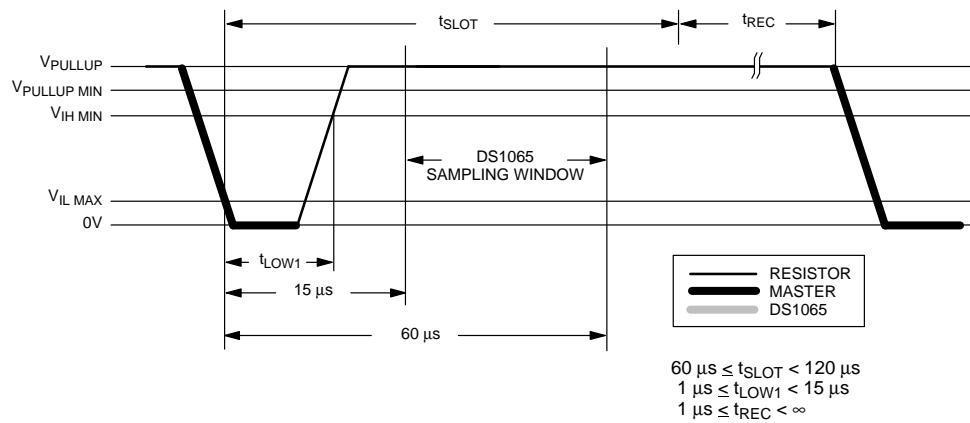 tSLOT
tREC
VPULLUP
VPULLUP MIN
VIH MIN
DS1065
SAMPLING WINDOW
VIL MAX
0V
tLOW1
15 μs
60 μs
RESISTOR
MASTER
DS1065
60 μs ≤ tSLOT < 120 μs
1 μs ≤ tLOW1 < 15 μs
1 μs ≤ tREC < ∞